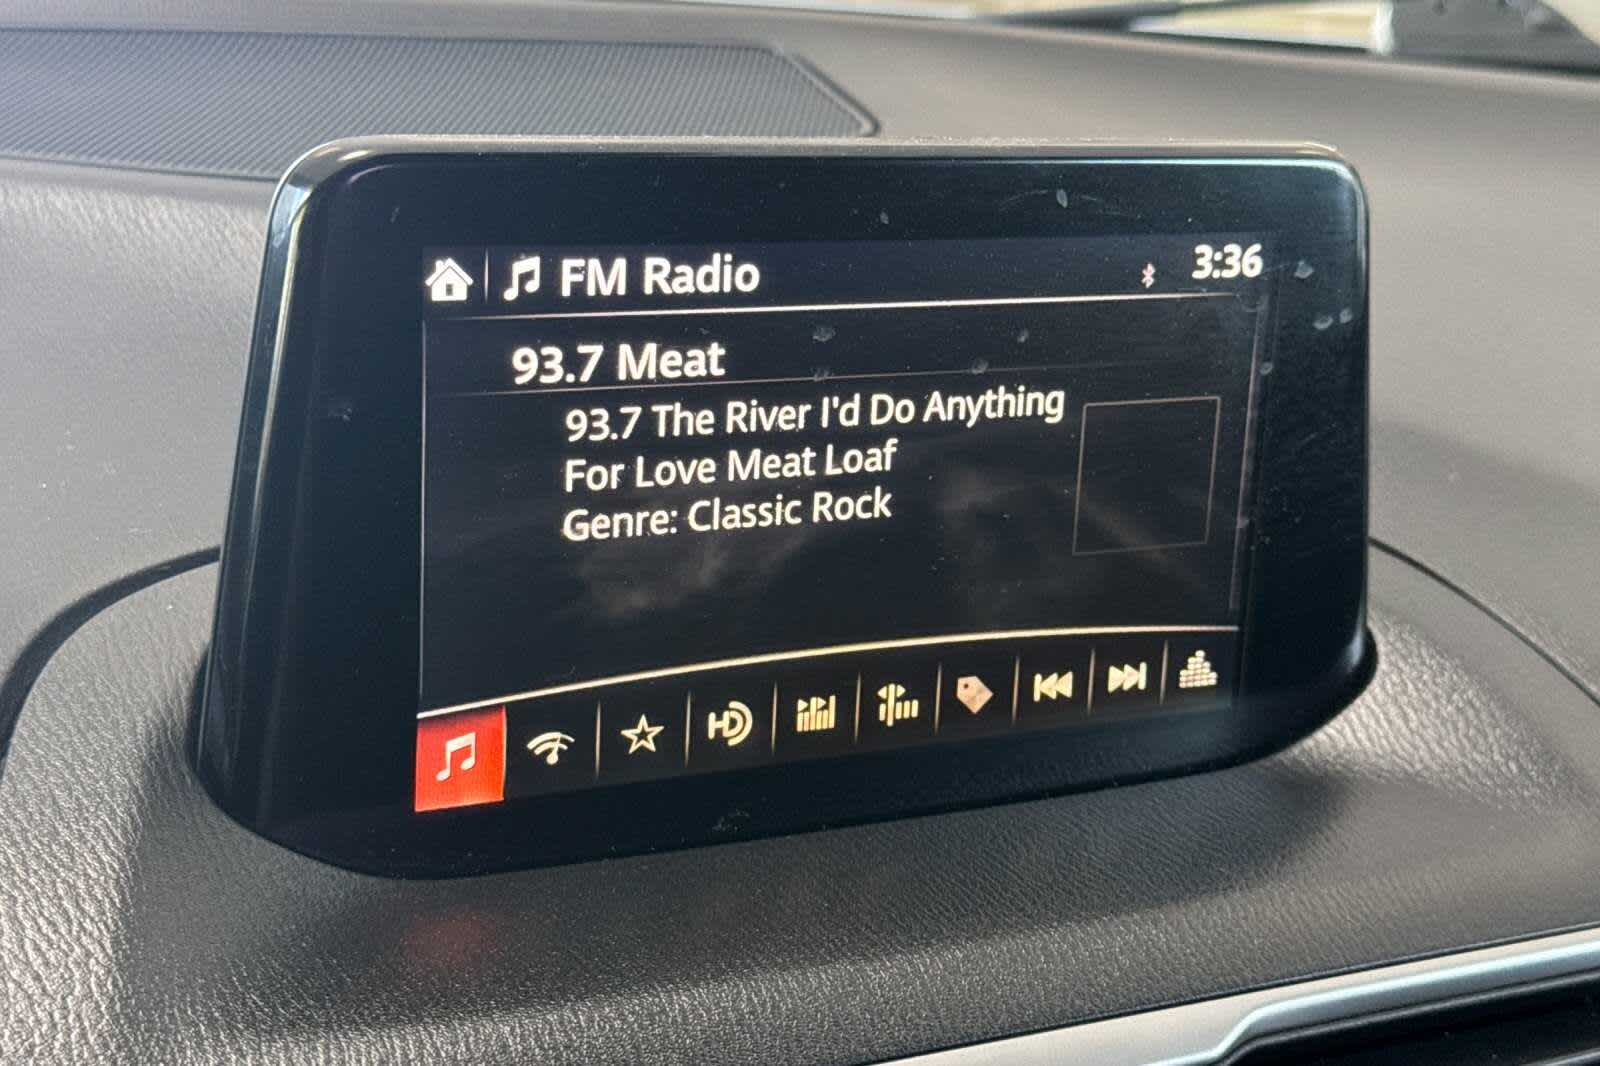 FM Radio
3:36
93.7 Meat
93.7 The River I'd Do Anything
For Love Meat Loaf
Genre: Classic Rock
HD